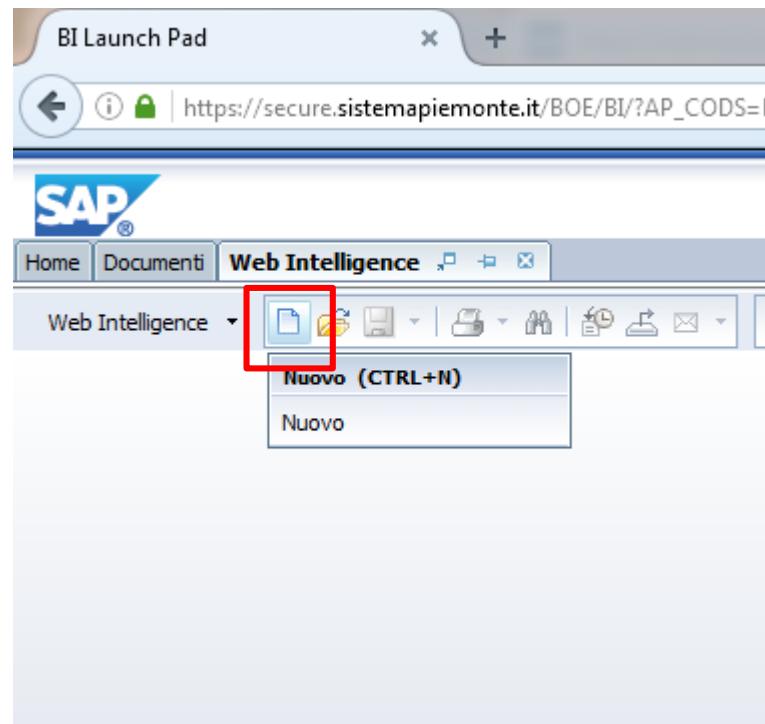 BI Launch Pad
https://secure.sistemapiemonte.it/BOE/BI/?AP_CODS=
SAP®
Home Documenti Web Intelligence
Web Intelligence
Nuovo (CTRL+N)
Nuovo